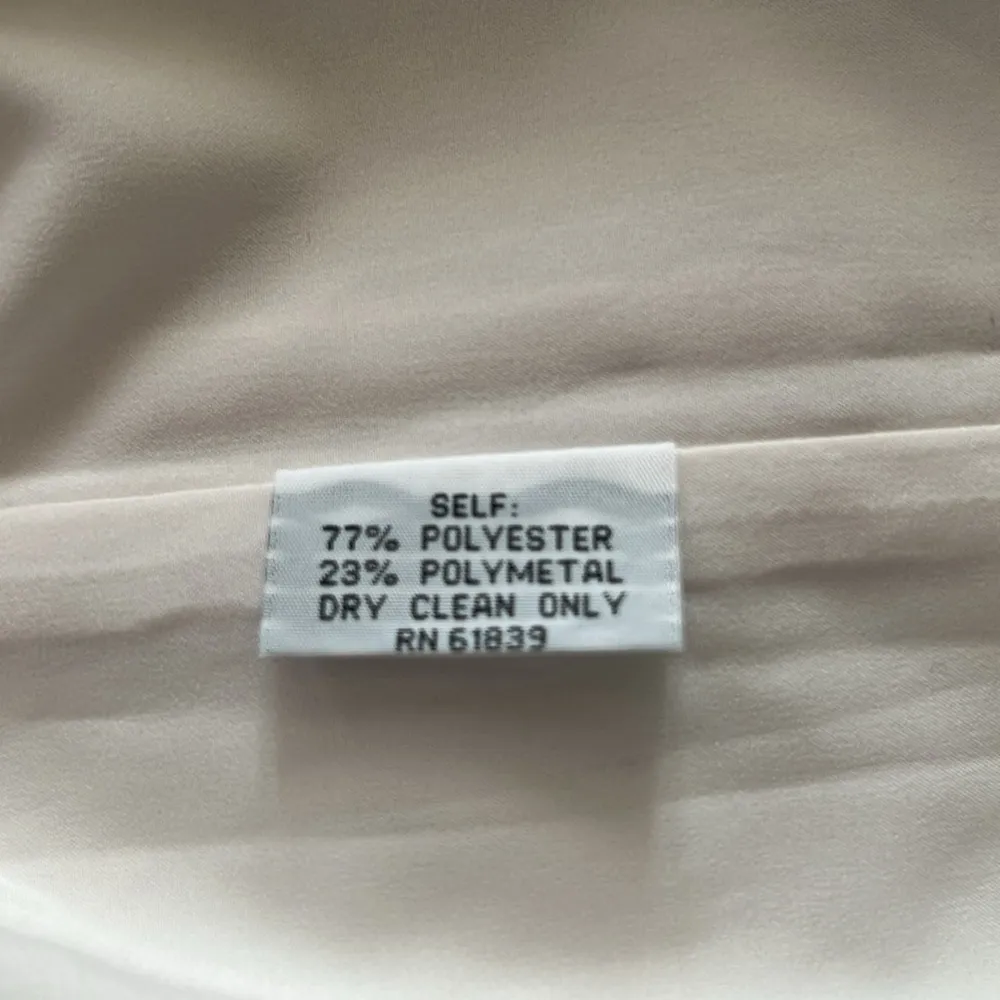 SELF:
77% POLYESTER
23% POLYMETAL
DRY CLEAN ONLY
RN 61839